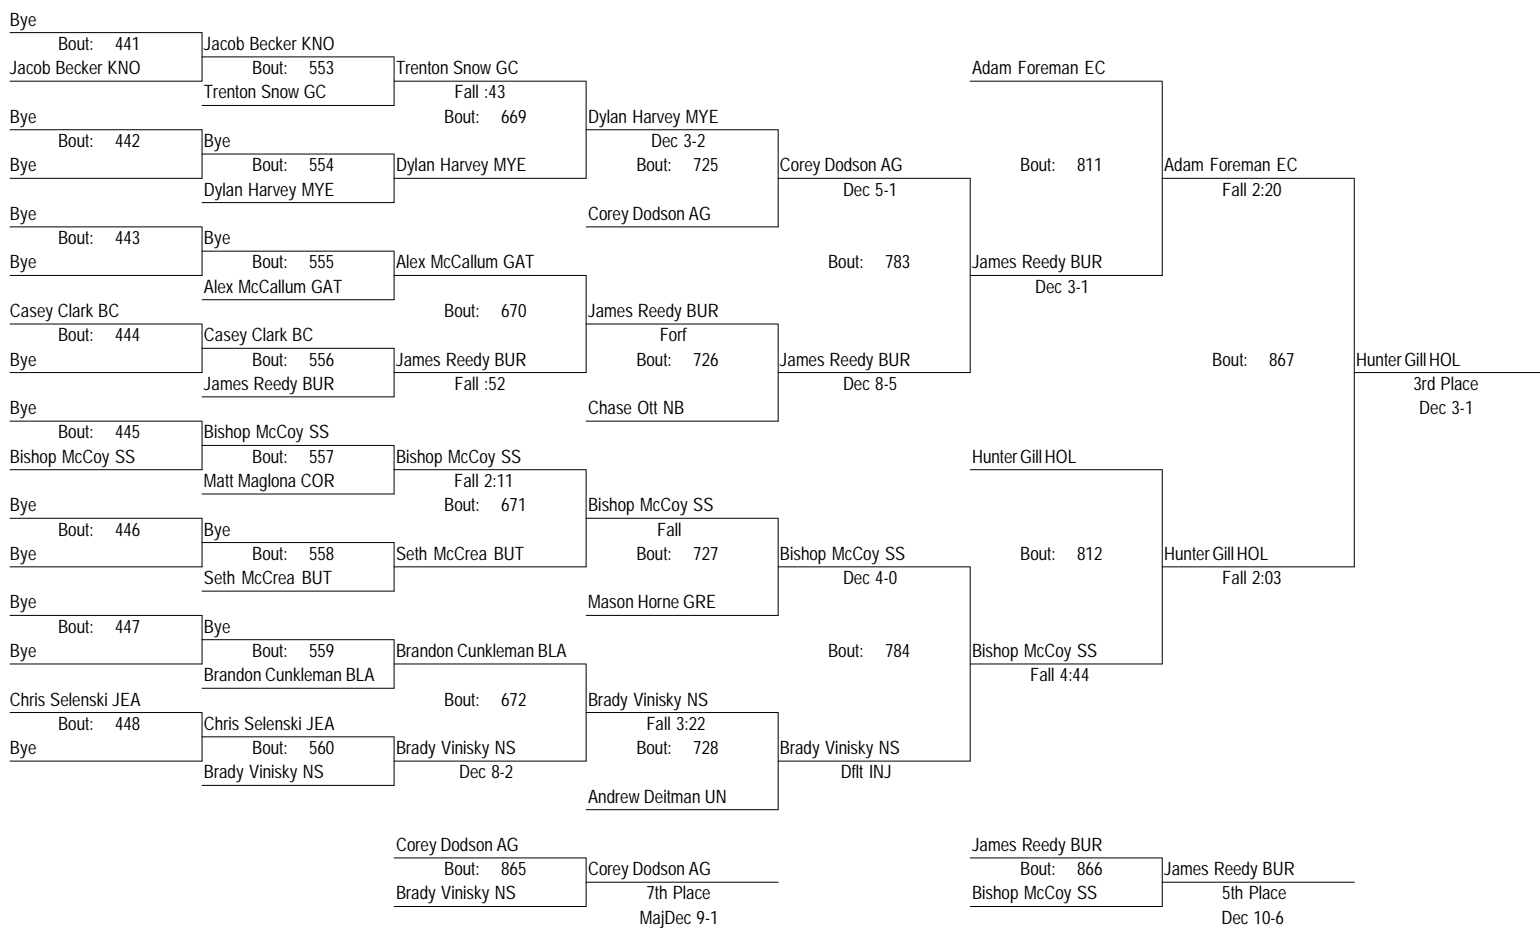 Bye
Bout: 441
Jacob Becker KNO
Jacob Becker KNO
Bout: 553
Trenton Snow GC
Trenton Snow GC
Fall :43
Bout: 669
Bye
Bout: 442
Bye
Bye
Bout: 554
Dylan Harvey MYE
Dylan Harvey MYE
Dylan Harvey MYE
Dec 3-2
Bout: 725
Corey Dodson AG
Corey Dodson AG
Dec 5-1
Bout: 783
Bye
Bout: 443
Bye
Bye
Bout: 555
Alex McCallum GAT
Alex McCallum GAT
Bout: 670
Casey Clark BC
Bout: 444
Bye
Casey Clark BC
Bout: 556
James Reedy BUR
James Reedy BUR
Fall :52
James Reedy BUR
Forf
Bout: 726
Chase Ott NB
James Reedy BUR
Dec 8-5
Adam Foreman EC
Bout: 811
James Reedy BUR
Dec 3-1
Adam Foreman EC
Fall 2:20
Bout: 867
Hunter Gill HOL
3rd Place
Dec 3-1
Bye
Bout: 445
Bishop McCoy SS
Bishop McCoy SS
Bout: 557
Matt Maglona COR
Bishop McCoy SS
Fall 2:11
Bout: 671
Bye
Bout: 446
Bye
Bye
Bout: 558
Seth McCrea BUT
Seth McCrea BUT
Bishop McCoy SS
Fall
Bout: 727
Mason Horne GRE
Bishop McCoy SS
Dec 4-0
Bout: 784
Bye
Bout: 447
Bye
Bye
Bout: 559
Brandon Cunkleman BLA
Brandon Cunkleman BLA
Bout: 672
Chris Selenski JEA
Bout: 448
Bye
Chris Selenski JEA
Bout: 560
Brady Vinisky NS
Brady Vinisky NS
Dec 8-2
Brady Vinisky NS
Fall 3:22
Bout: 728
Andrew Deitman UN
Brady Vinisky NS
Dflt INJ
Hunter Gill HOL
Bout: 812
Bishop McCoy SS
Fall 4:44
Hunter Gill HOL
Fall 2:03
Corey Dodson AG
Bout: 865
Brady Vinisky NS
Corey Dodson AG
7th Place
MajDec 9-1
James Reedy BUR
Bout: 866
Bishop McCoy SS
James Reedy BUR
5th Place
Dec 10-6